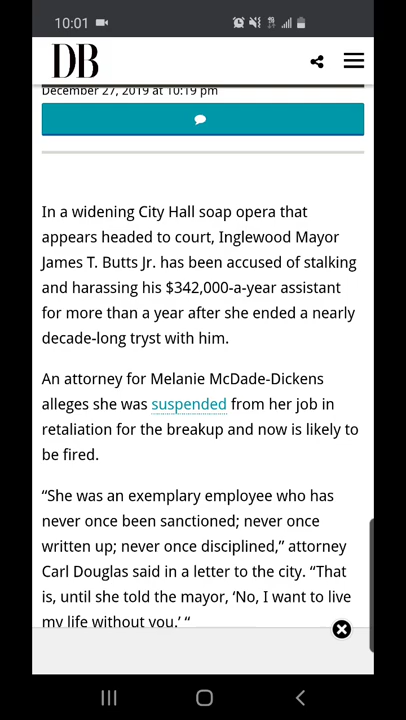 10:01
DB
December 27, 2019 at 10:19 pm
In a widening City Hall soap opera that
appears headed to court, Inglewood Mayor
James T. Butts Jr. has been accused of stalking
and harassing his $342,000-a-year assistant
for more than a year after she ended a nearly
decade-long tryst with him.
An attorney for Melanie McDade-Dickens
alleges she was suspended from her job in
retaliation for the breakup and now is likely to
be fired.
“She was an exemplary employee who has
never once been sanctioned; never once
written up; never once disciplined,” attorney
Carl Douglas said in a letter to the city. “That
is, until she told the mayor, ‘No, I want to live
my life without you.’ “